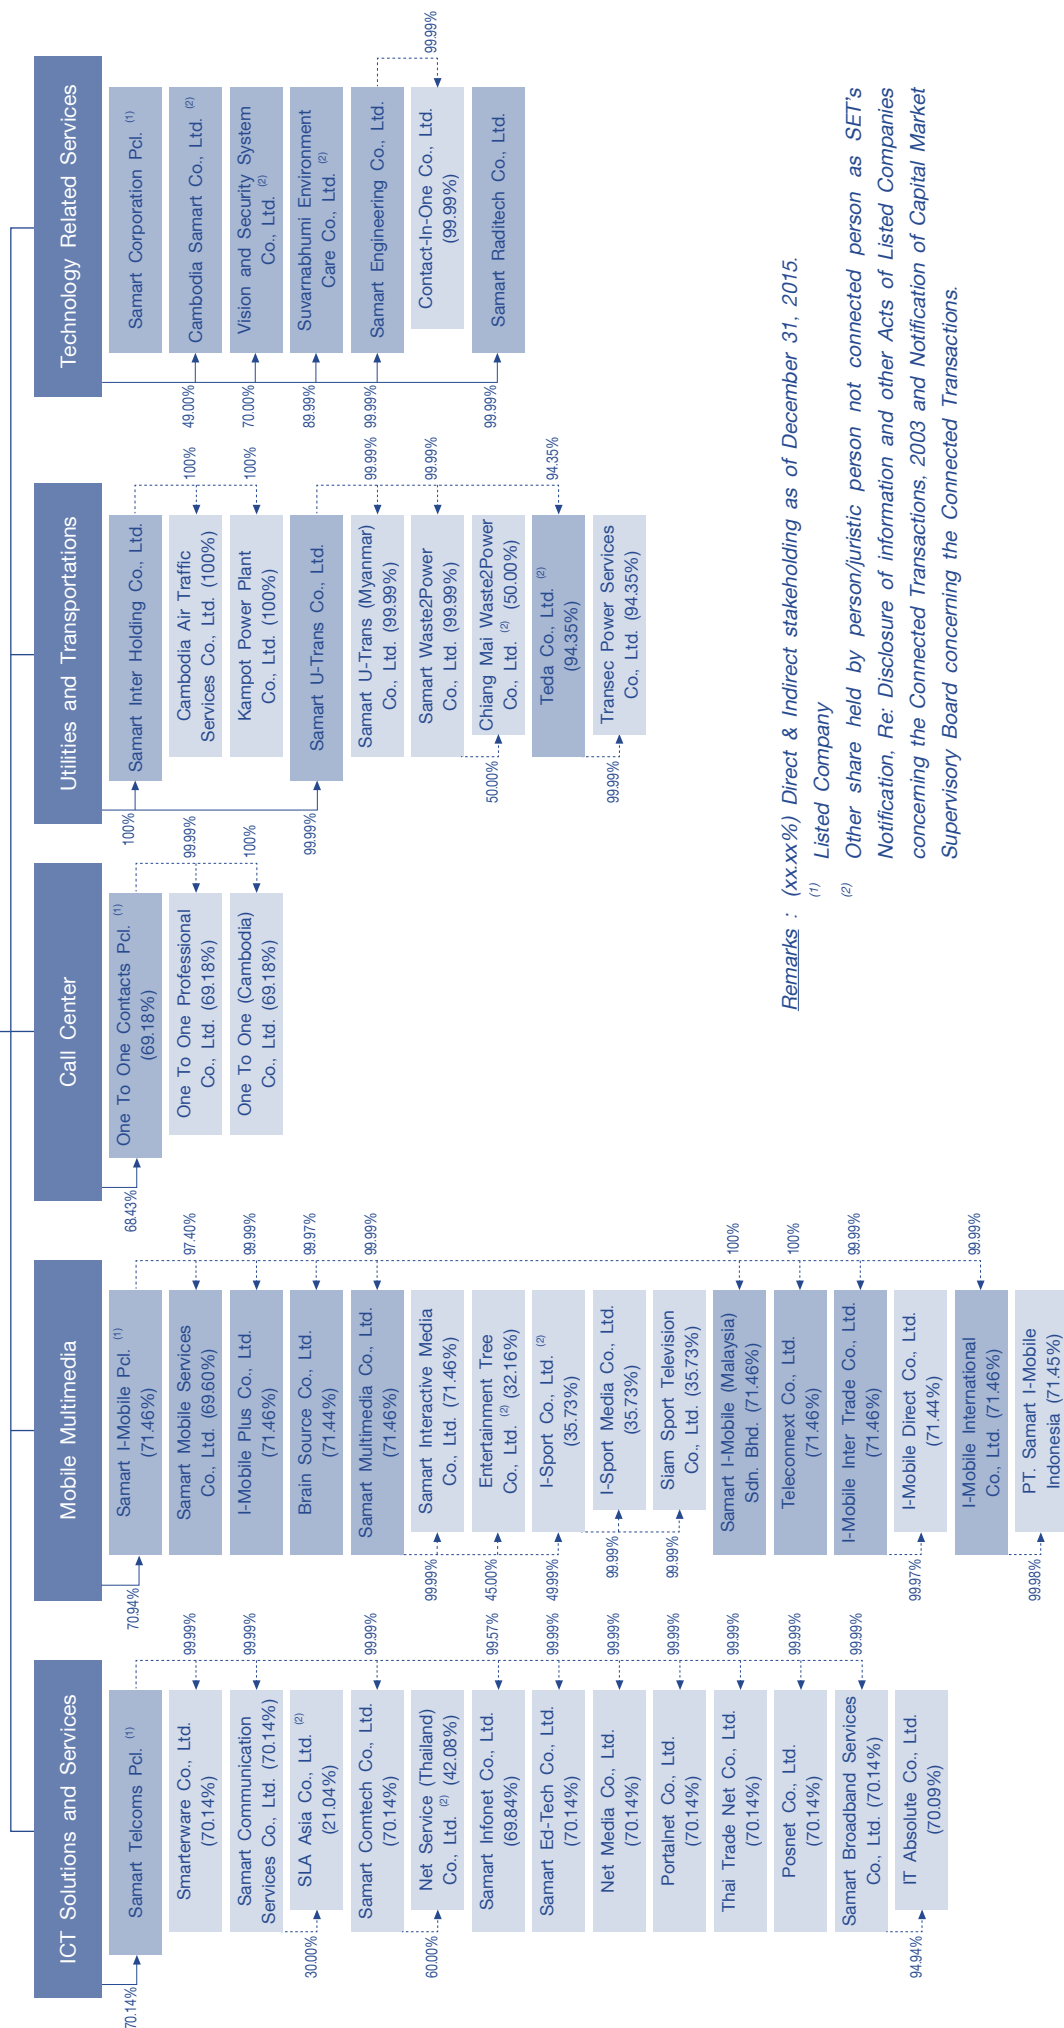 ICT Solutions and Services
70.14%
Samart Telcoms Pcl. (1)
Smarterware Co., Ltd.
(70.14%)
99.99%
Samart Communication
Services Co., Ltd. (70.14%)
99.99%
SLA Asia Co., Ltd. (2)
(21.04%)
30.00%
Samart Comtech Co., Ltd.
(70.14%)
99.99%
Net Service (Thailand)
Co., Ltd. (2) (42.08%)
60.00%
Samart Infonet Co., Ltd.
(69.84%)
99.57%
Samart Ed-Tech Co., Ltd.
(70.14%)
99.99%
Net Media Co., Ltd.
(70.14%)
99.99%
Portalnet Co., Ltd.
(70.14%)
99.99%
Thai Trade Net Co., Ltd.
(70.14%)
99.99%
Posnet Co., Ltd.
(70.14%)
99.99%
Samart Broadband Services
Co., Ltd. (70.14%)
99.99%
IT Absolute Co., Ltd.
(70.09%)
94.94%
Mobile Multimedia
70.94%
Samart I-Mobile Pcl. (1)
(71.46%)
Samart Mobile Services
Co., Ltd. (69.60%)
97.40%
I-Mobile Plus Co., Ltd.
(71.46%)
99.99%
Brain Source Co., Ltd.
(71.44%)
99.97%
Samart Multimedia Co., Ltd.
(71.46%)
99.99%
Samart Interactive Media
Co., Ltd. (71.46%)
99.99%
Entertainment Tree
Co., Ltd. (2) (32.16%)
45.00%
I-Sport Co., Ltd. (2)
(35.73%)
49.99%
I-Sport Media Co., Ltd.
(35.73%)
99.99%
Siam Sport Television
Co., Ltd. (35.73%)
99.99%
Samart I-Mobile (Malaysia)
Sdn. Bhd. (71.46%)
100%
Teleconnext Co., Ltd.
(71.46%)
100%
I-Mobile Inter Trade Co., Ltd.
(71.46%)
99.99%
I-Mobile Direct Co., Ltd.
(71.44%)
99.97%
I-Mobile International
Co., Ltd. (71.46%)
99.99%
PT. Samart I-Mobile
Indonesia (71.45%)
99.98%
Call Center
68.43%
One To One Contacts Pcl. (1)
(69.18%)
One To One Professional
Co., Ltd. (69.18%)
99.99%
One To One (Cambodia)
Co., Ltd. (69.18%)
100%
Utilities and Transportations
100%
Samart Inter Holding Co., Ltd.
Cambodia Air Traffic
Services Co., Ltd. (100%)
100%
Kampot Power Plant
Co., Ltd. (100%)
100%
99.99%
Samart U-Trans Co., Ltd.
Samart U-Trans (Myanmar)
Co., Ltd. (99.99%)
99.99%
Samart Waste2Power
Co., Ltd. (99.99%)
99.99%
Chiang Mai Waste2Power
Co., Ltd. (2) (50.00%)
50.00%
Teda Co., Ltd. (2)
(94.35%)
94.35%
Transec Power Services
Co., Ltd. (94.35%)
99.99%
Technology Related Services
Samart Corporation Pcl. (1)
49.00%
Cambodia Samart Co., Ltd. (2)
70.00%
Vision and Security System
Co., Ltd. (2)
89.99%
Suvarnabhumi Environment
Care Co., Ltd. (2)
99.99%
Samart Engineering Co., Ltd.
Contact-In-One Co., Ltd.
(99.99%)
99.99%
99.99%
Samart Raditech Co., Ltd.
Remarks : (xx.xx%) Direct & Indirect stakeholding as of December 31, 2015.
(1) Listed Company
(2) Other share held by person/juristic person not connected person as SET's
Notification, Re: Disclosure of information and other Acts of Listed Companies
concerning the Connected Transactions, 2003 and Notification of Capital Market
Supervisory Board concerning the Connected Transactions.